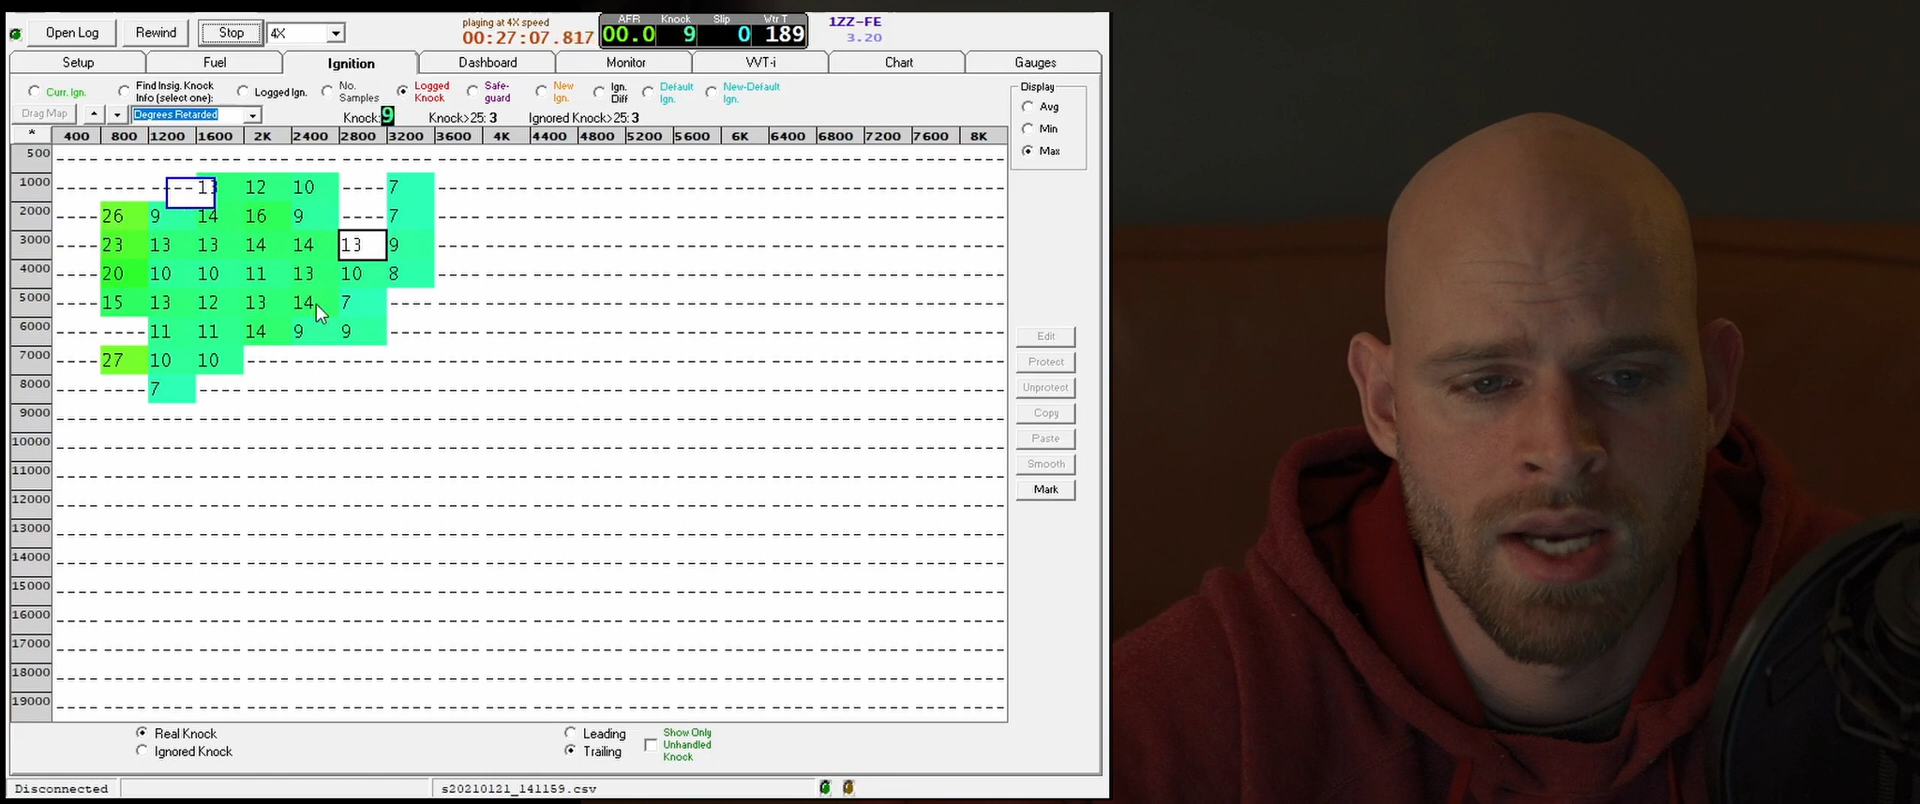 playing at 4X speed
AFR Knock Slip Wtr T
1ZZ-FE
Open Log Rewind Stop 4X
00:27:07.817
00.0 9 0 189
3.20
Setup Fuel Ignition Dashboard Monitor VVT-i Chart Gauges
Curr. Ign.
Find Insig. Knock
Info (select one):
Logged Ign.
No.
Samples
Logged
Knock
Safe-
guard
New
Ign.
Ign.
Diff
Default
Ign.
New-Default
Ign.
Display
Avg
Min
Max
Drag Map
Degrees Retarded
Knock: 9 Knock>25: 3 Ignored Knock>25: 3
* 400 800 1200 1600 2K 2400 2800 3200 3600 4K 4400 4800 5200 5600 6K 6400 6800 7200 7600 8K
500
1000 13 12 10 7
2000 26 9 14 16 9 7
3000 23 13 13 14 14 13 9
4000 20 10 10 11 13 10 8
5000 15 13 12 13 14 7
6000 11 11 14 9 9
7000 27 10 10
8000 7
9000
10000
11000
12000
13000
14000
15000
16000
17000
18000
19000
Edit
Protect
Unprotect
Copy
Paste
Smooth
Mark
Real Knock
Ignored Knock
Leading
Trailing
Show Only
Unhandled
Knock
Disconnected
s20210121_141159.csv